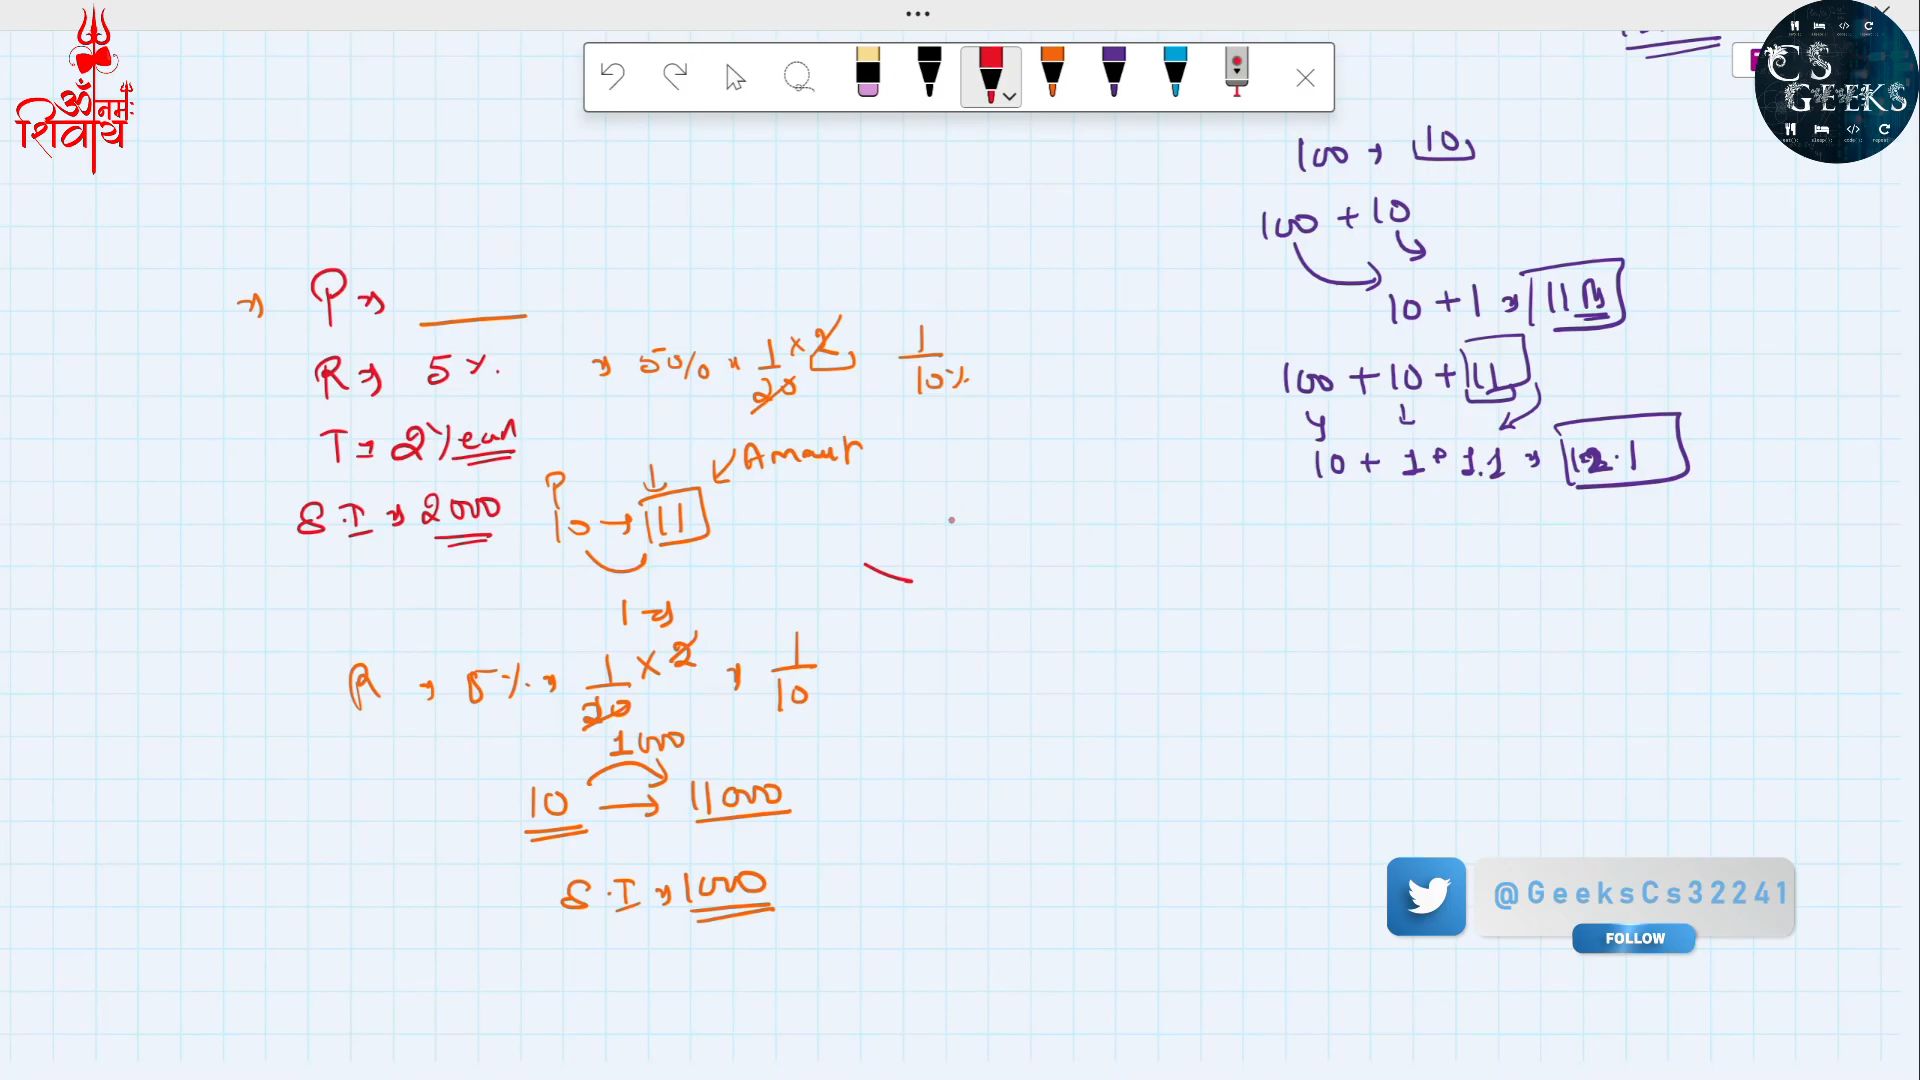 ॐ नमः
शिवाय
CS
GEEKS
100 → 10
100 + 10
10 + 1 → 11
100 + 10 + 11
10 + 1 + 1.1 → 12.1
P →
R → 5 %.
T → 2 Year
S.I → 2000
→ 5% → 1/20 × 2
1/10%
Amount
P 1
10 → 11
1 →
R → 5% → 1/20 × 2 → 1/10
1000
10 → 11000
S.I → 1000
@GeeksCs32241
FOLLOW